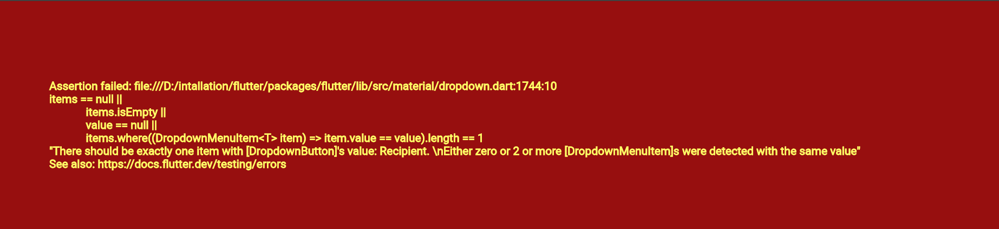 Assertion failed: file:///D:/intallation/flutter/packages/flutter/lib/src/material/dropdown.dart:1744:10
items == null ||
items.isEmpty ||
value == null ||
items.where((DropdownMenuItem<T> item) => item.value == value).length == 1
"There should be exactly one item with [DropdownButton]'s value: Recipient. \nEither zero or 2 or more [DropdownMenuItem]s were detected with the same value"
See also: https://docs.flutter.dev/testing/errors